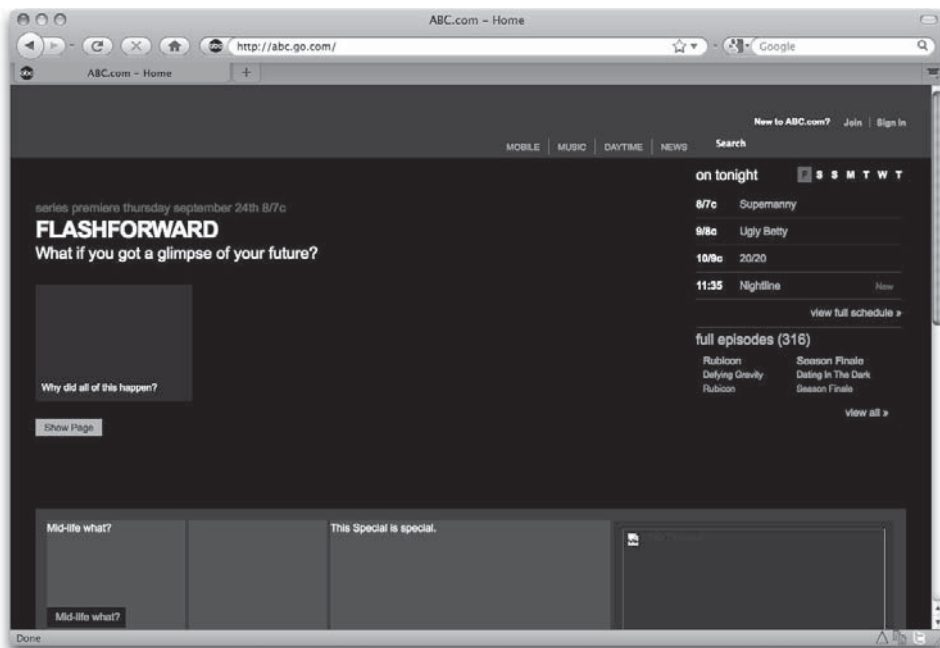 ABC.com – Home
http://abc.go.com/
Google
abc
ABC.com – Home
+
New to ABC.com? Join | Sign In
MOBILE | MUSIC | DAYTIME | NEWS Search
on tonight F S S M T W T
8/7c Supernanny
9/8c Ugly Betty
10/9c 20/20
11:35 Nightline New
view full schedule »
full episodes (316)
Rubicon Season Finale
Defying Gravity Dating In The Dark
Rubicon Season Finale
view all »
series premiere thursday september 24th 8/7c
FLASHFORWARD
What if you got a glimpse of your future?
Why did all of this happen?
Show Page
Mid-life what?
This Special is special.
Mid-life what?
Done